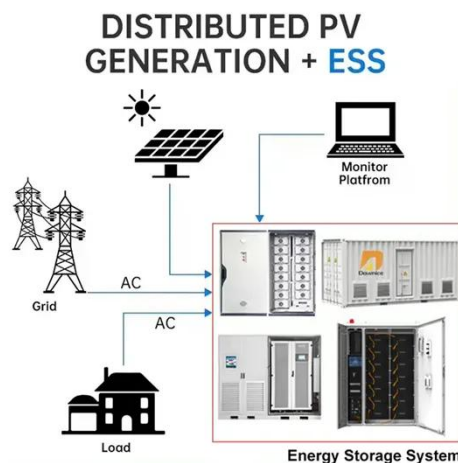 DISTRIBUTED PV
GENERATION + ESS
Monitor
Platfrom
Grid
AC
AC
Load
Energy Storage System